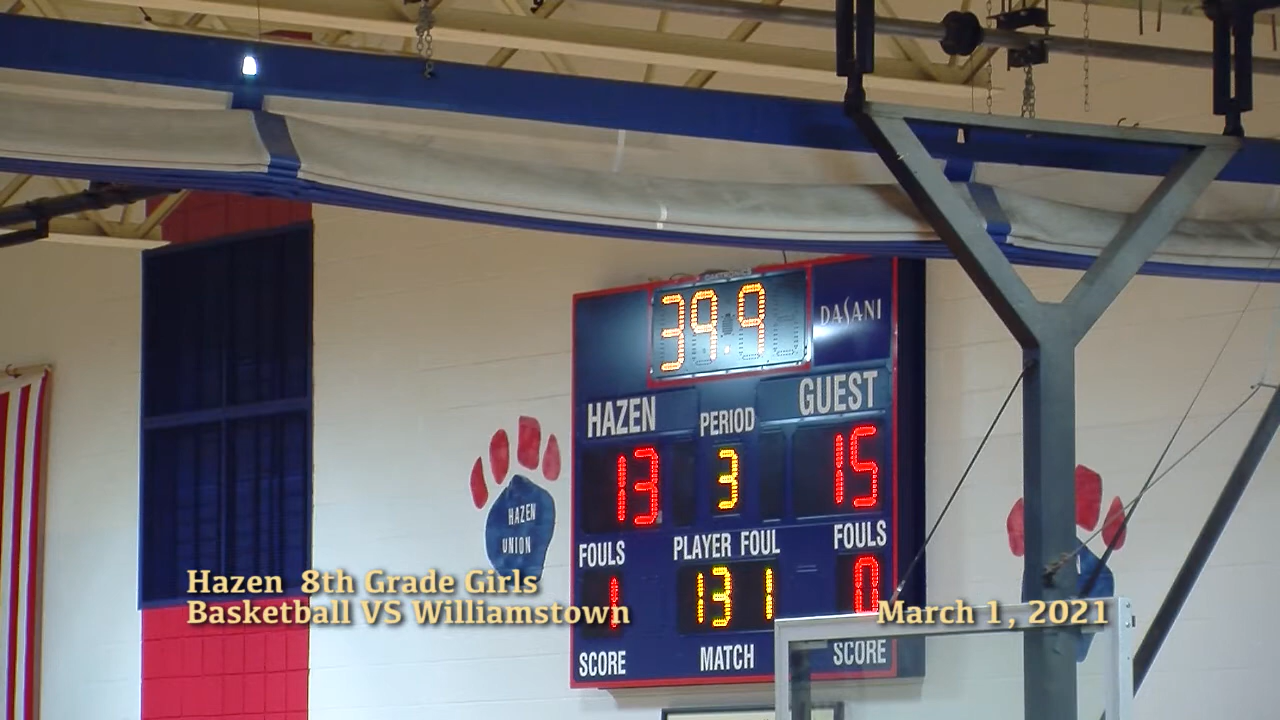 39.9
DASANI
HAZEN
PERIOD
GUEST
13
3
15
HAZEN
UNION
FOULS
PLAYER FOUL
FOULS
1
13 1
0
SCORE
MATCH
SCORE
Hazen 8th Grade Girls
Basketball VS Williamstown
March 1, 2021